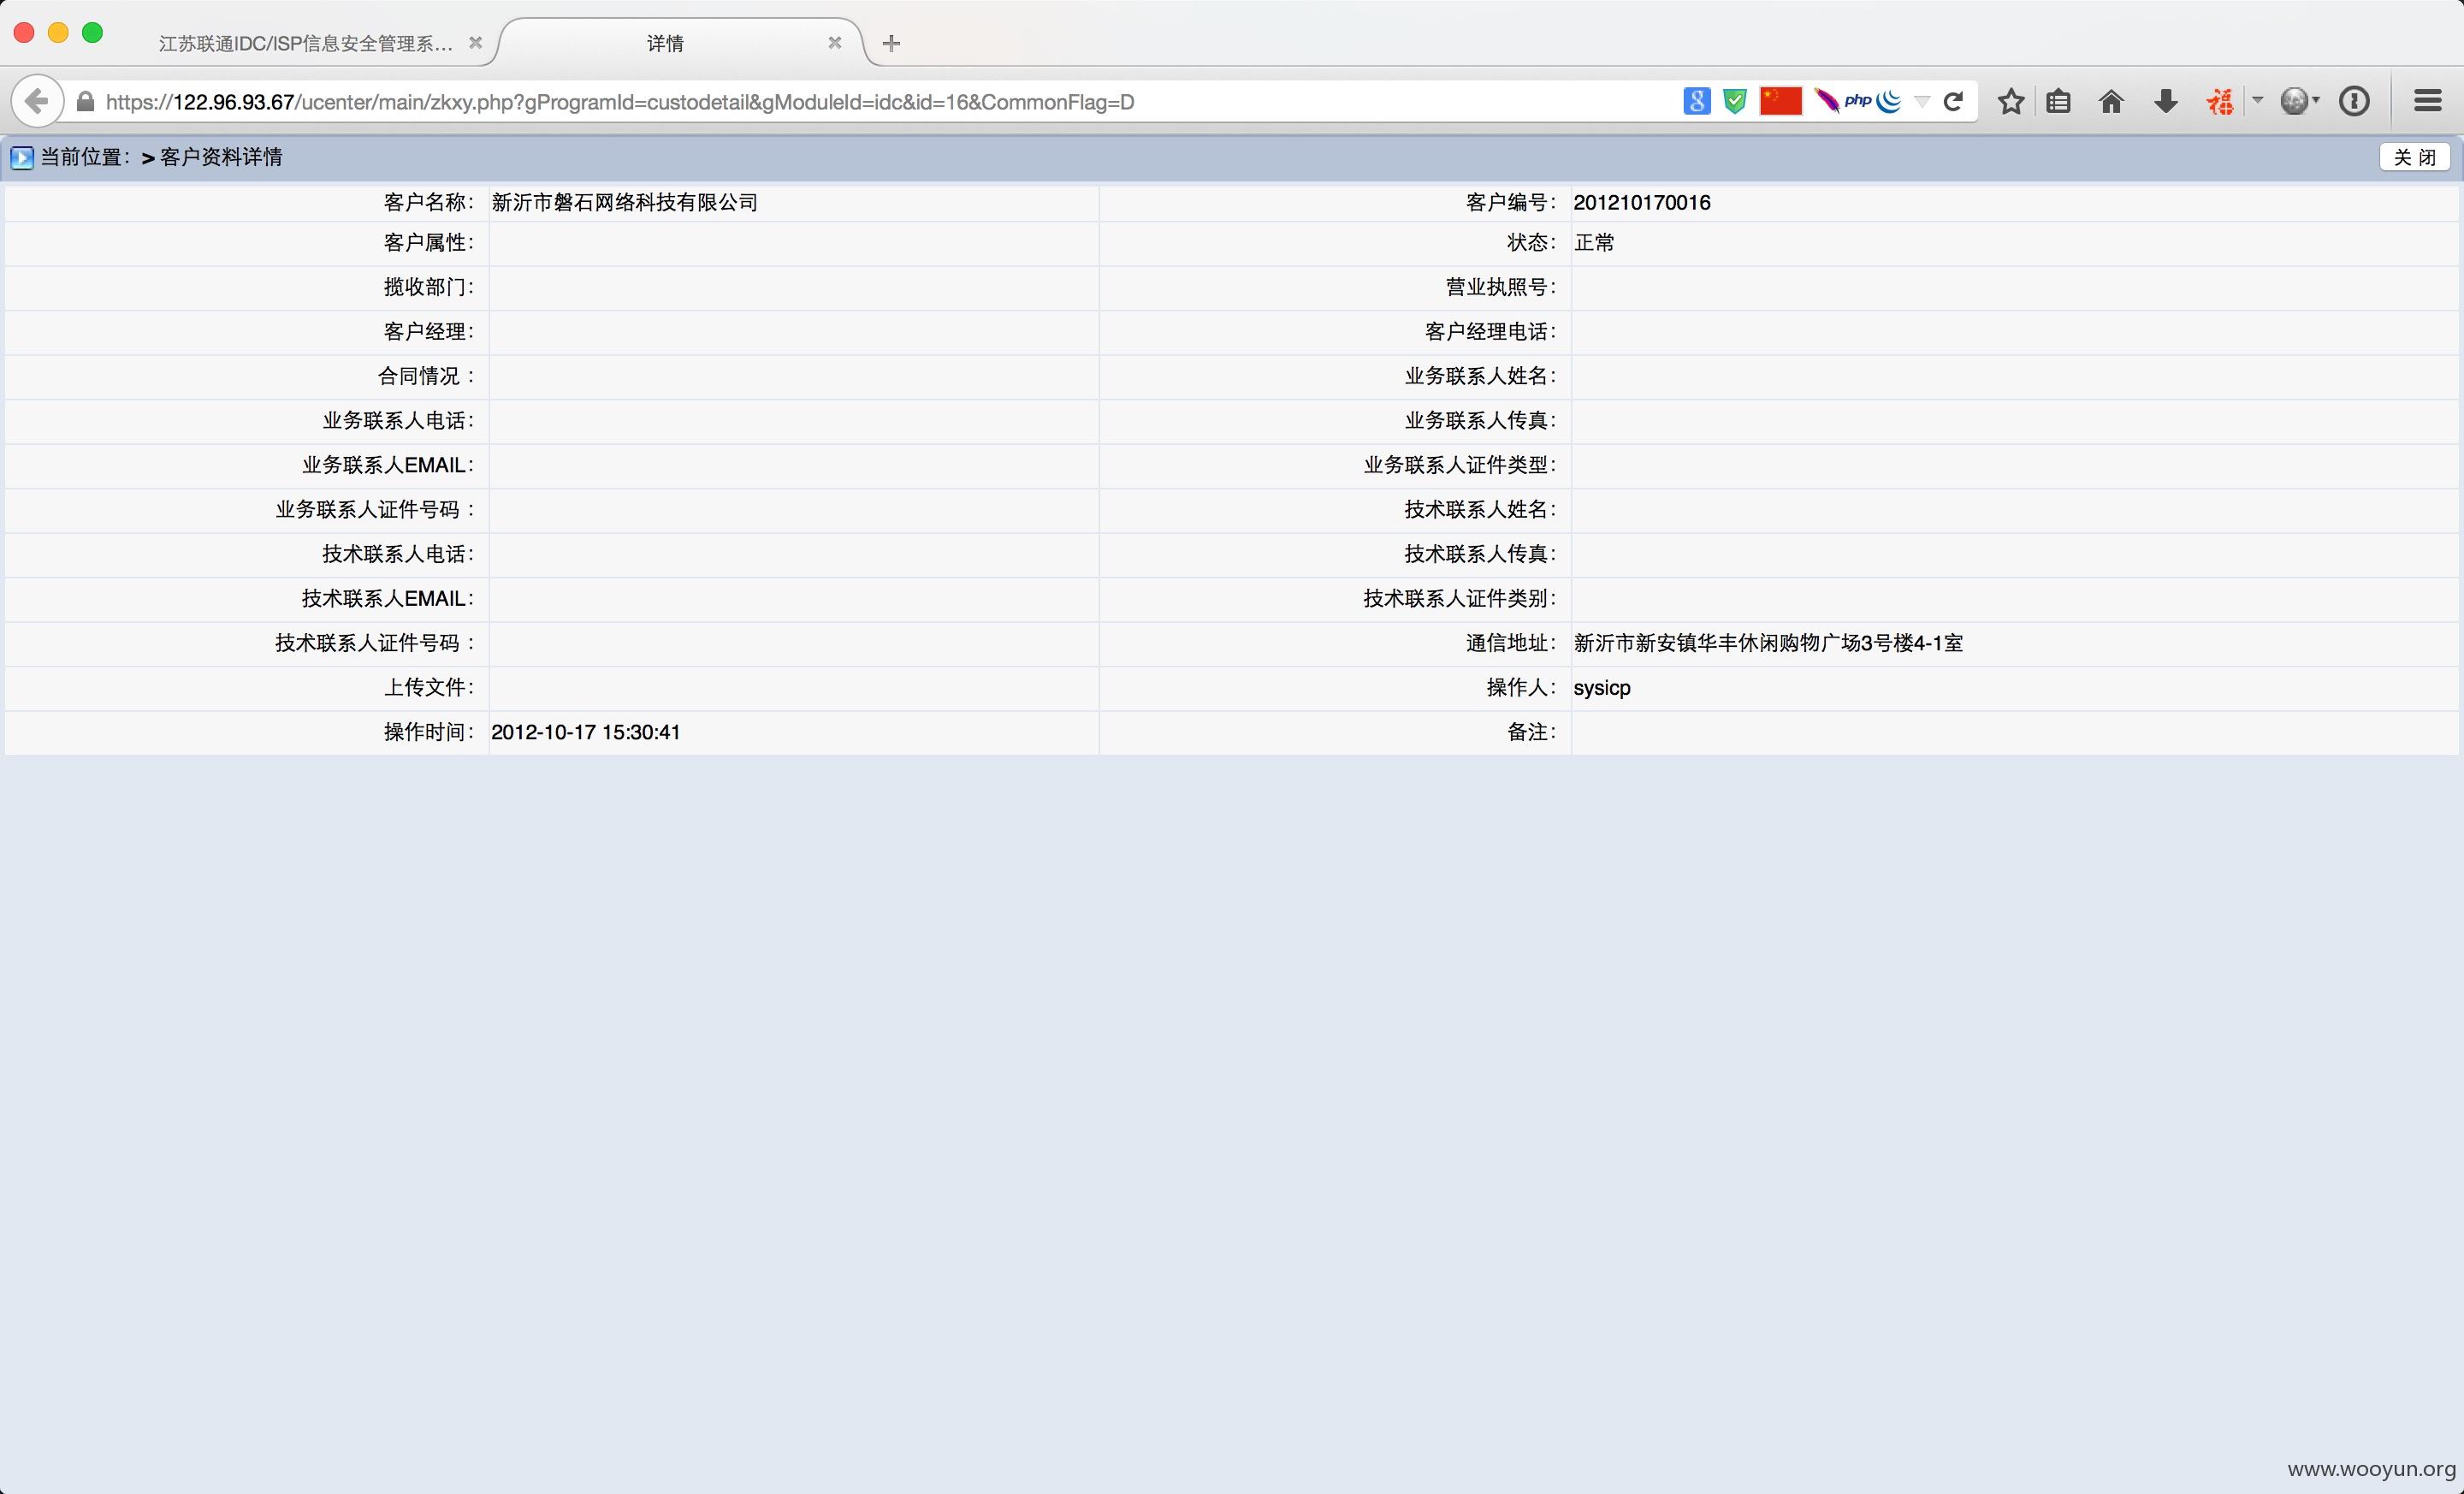 江苏联通IDC/ISP信息安全管理系...
详情
https://122.96.93.67/ucenter/main/zkxy.php?gProgramId=custodetail&gModuleId=idc&id=16&CommonFlag=D
8 php 福
当前位置：> 客户资料详情 关 闭
客户名称： 新沂市磐石网络科技有限公司 客户编号： 201210170016
客户属性： 状态： 正常
揽收部门： 营业执照号：
客户经理： 客户经理电话：
合同情况 ： 业务联系人姓名：
业务联系人电话： 业务联系人传真：
业务联系人EMAIL： 业务联系人证件类型：
业务联系人证件号码 ： 技术联系人姓名：
技术联系人电话： 技术联系人传真：
技术联系人EMAIL： 技术联系人证件类别：
技术联系人证件号码 ： 通信地址： 新沂市新安镇华丰休闲购物广场3号楼4-1室
上传文件： 操作人： sysicp
操作时间： 2012-10-17 15:30:41 备注：
www.wooyun.org